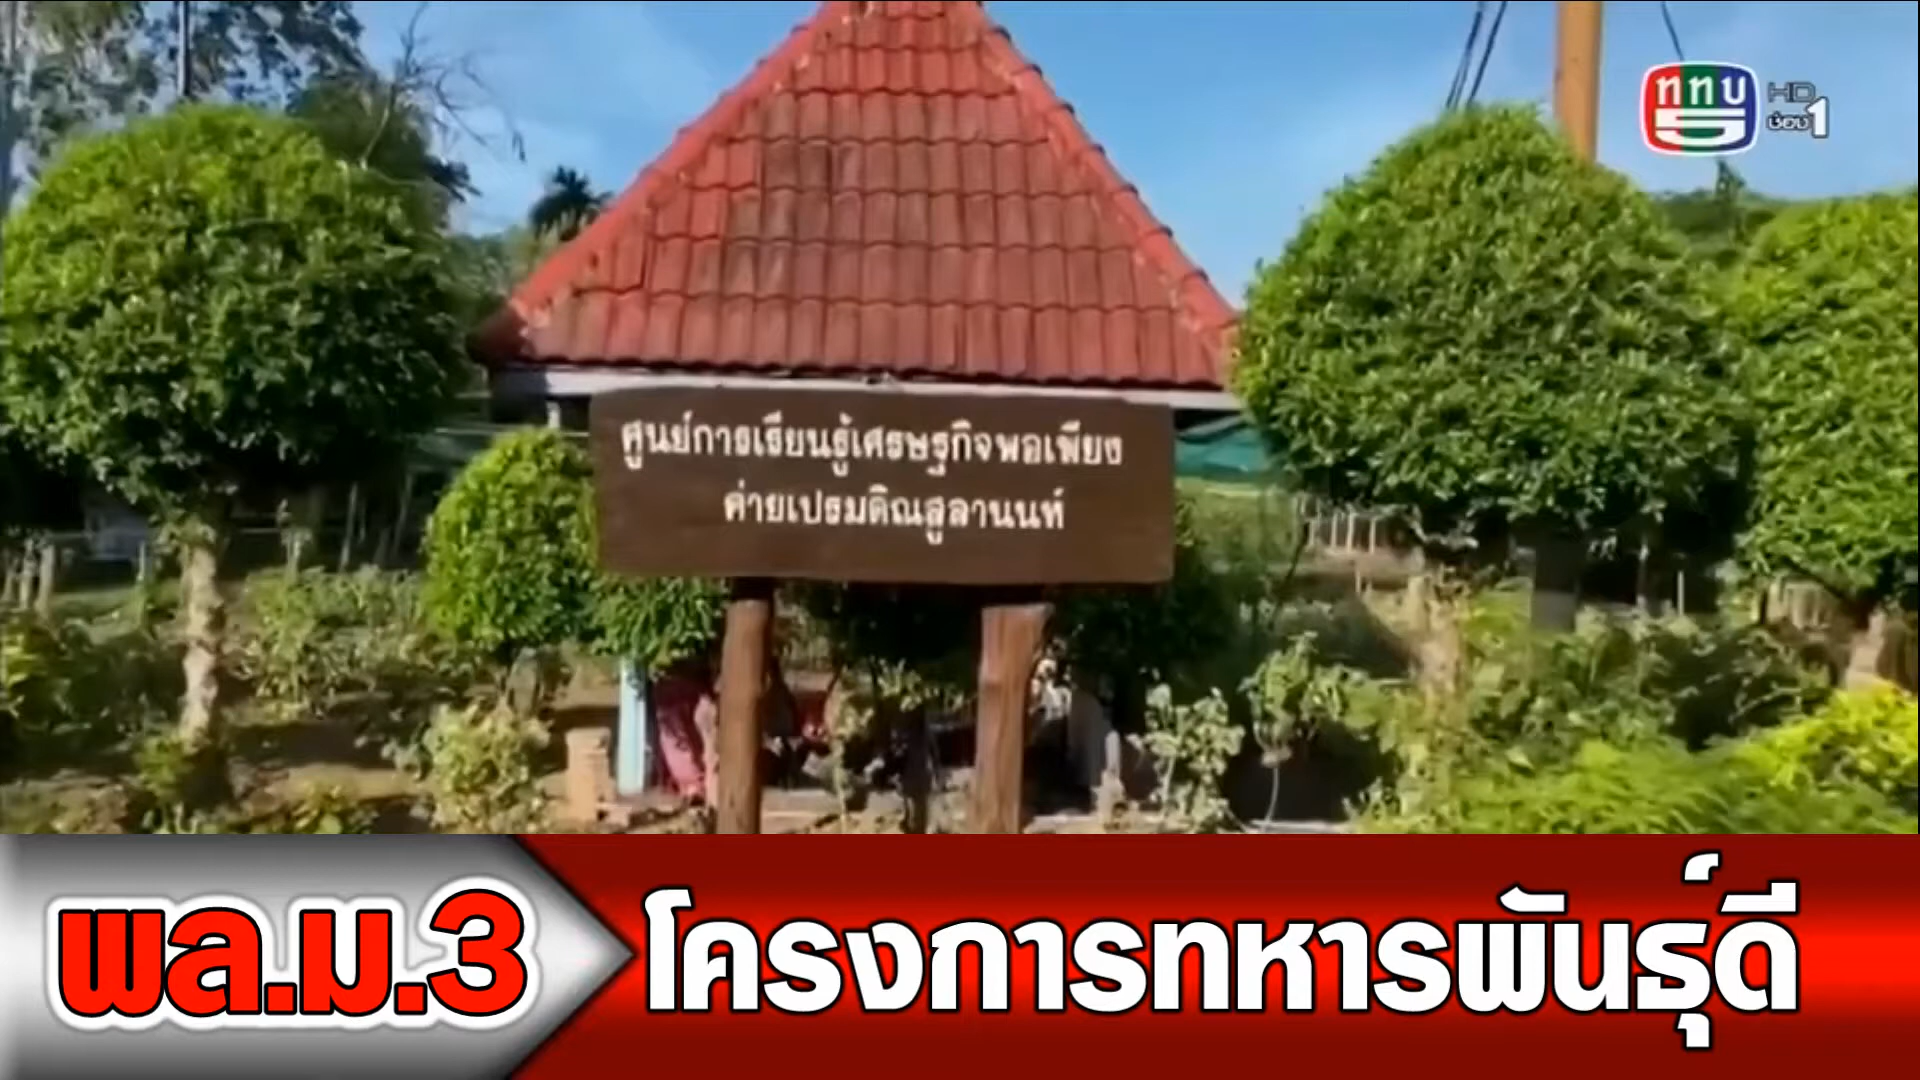 ททบ
5
HD
ช่อง1
ศูนย์การเรียนรู้เศรษฐกิจพอเพียง
ค่ายเปรมติณสูลานนท์
พล.ม.3
โครงการทหารพันธุ์ดี